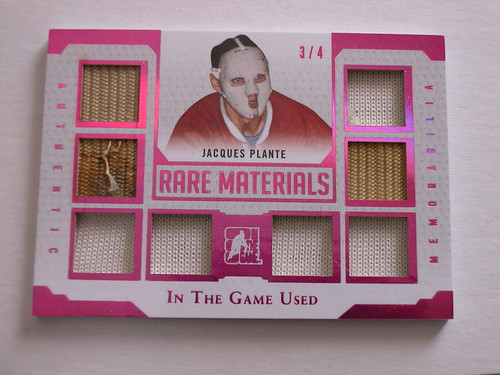 3/4
AUTHENTIC
MEMORABILIA
JACQUES PLANTE
RARE MATERIALS
IN THE GAME USED